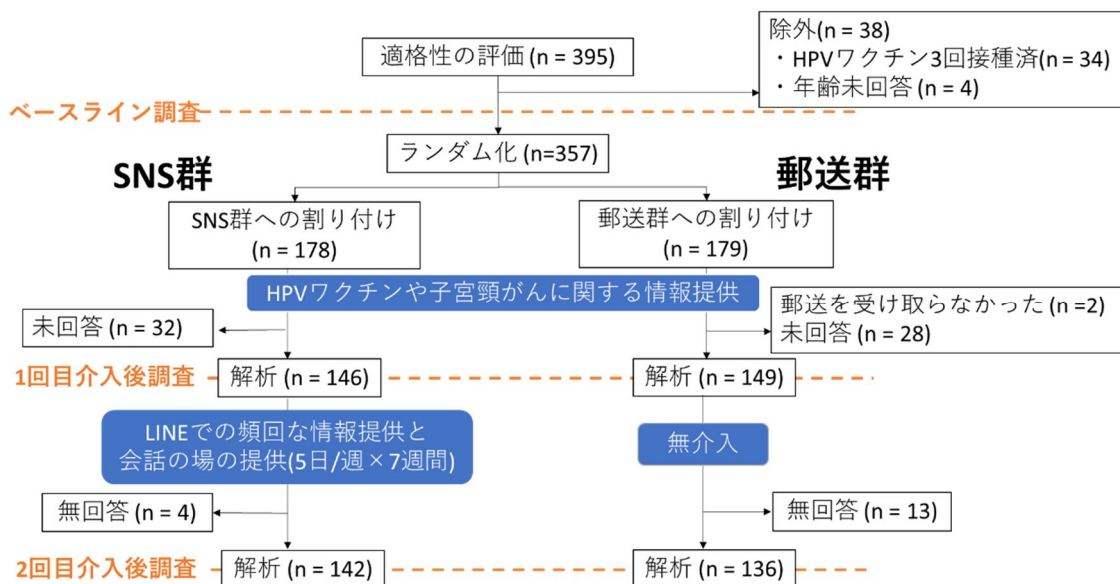 適格性の評価 (n = 395)
除外(n = 38)
・HPVワクチン3回接種済(n = 34)
・年齢未回答 (n = 4)
ベースライン調査
ランダム化 (n=357)
SNS群
郵送群
SNS群への割り付け
(n = 178)
郵送群への割り付け
(n = 179)
HPVワクチンや子宮頸がんに関する情報提供
未回答 (n = 32)
郵送を受け取らなかった (n =2)
未回答 (n = 28)
1回目介入後調査
解析 (n = 146)
解析 (n = 149)
LINEでの頻回な情報提供と
会話の場の提供(5日/週×7週間)
無介入
無回答 (n = 4)
無回答 (n = 13)
2回目介入後調査
解析 (n = 142)
解析 (n = 136)